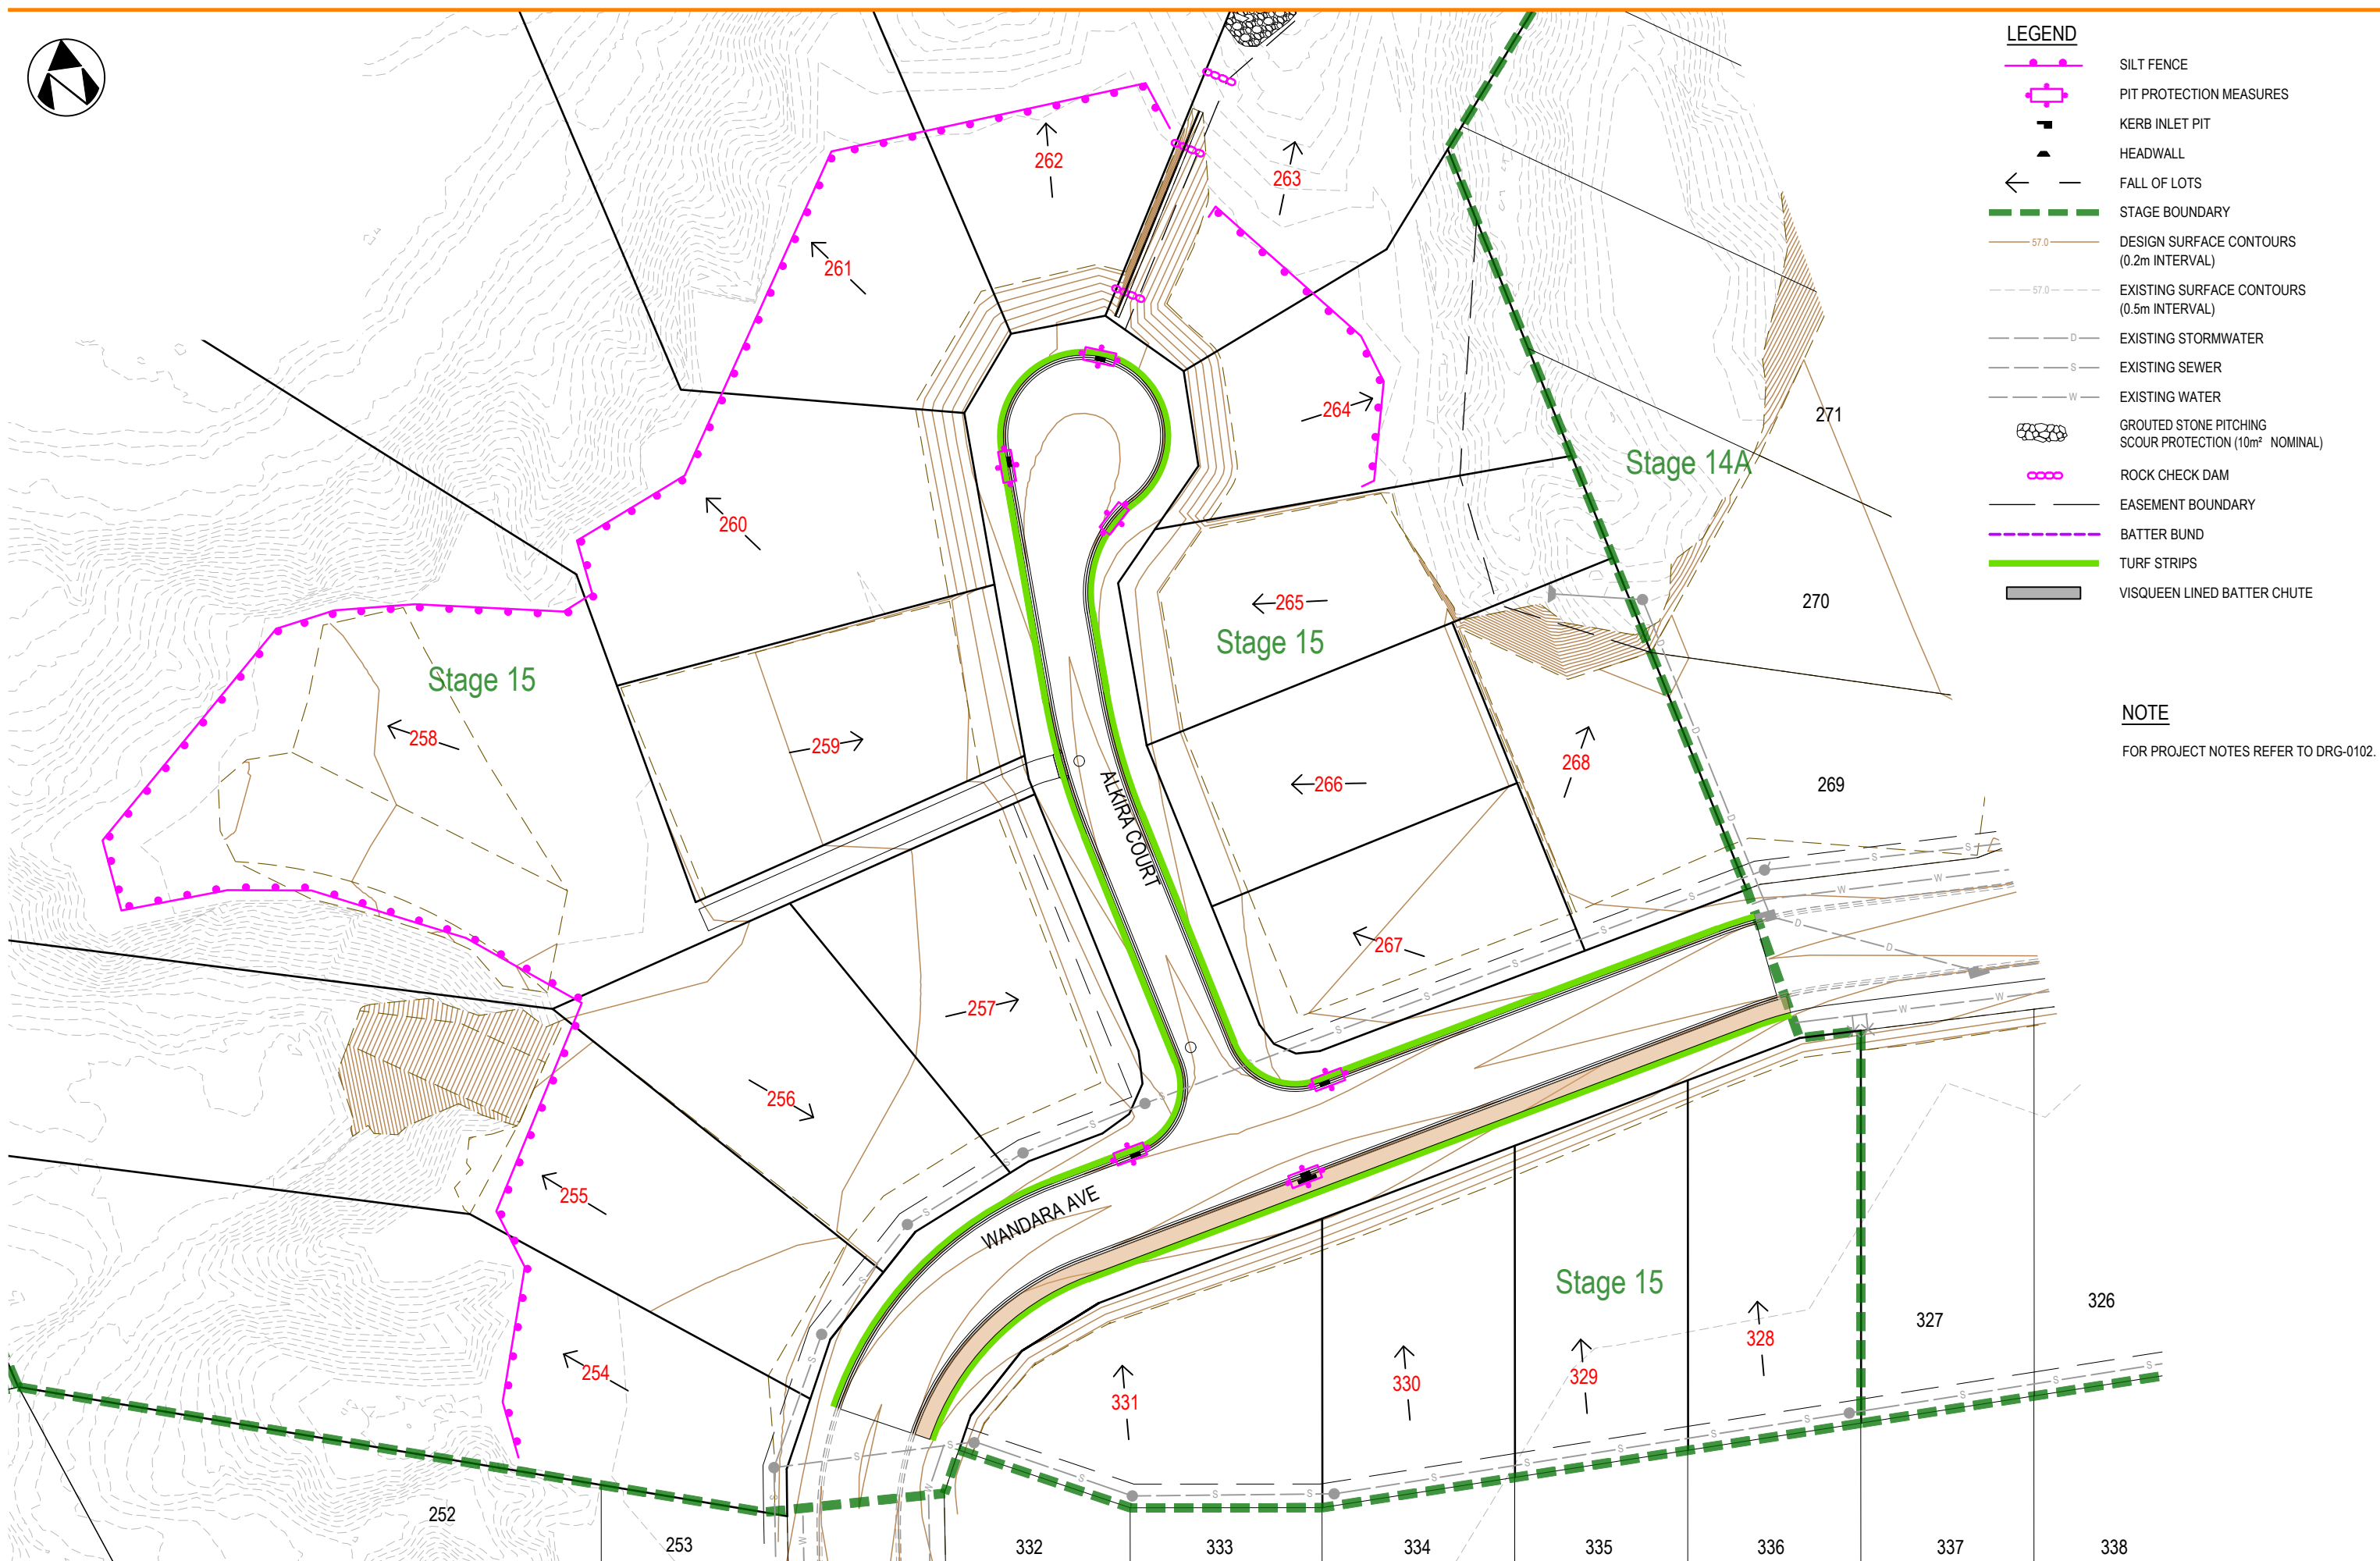 LEGEND
SILT FENCE
PIT PROTECTION MEASURES
KERB INLET PIT
HEADWALL
FALL OF LOTS
STAGE BOUNDARY
57.0
DESIGN SURFACE CONTOURS
(0.2m INTERVAL)
57.0
EXISTING SURFACE CONTOURS
(0.5m INTERVAL)
D
EXISTING STORMWATER
S
EXISTING SEWER
W
EXISTING WATER
GROUTED STONE PITCHING
SCOUR PROTECTION (10m² NOMINAL)
ROCK CHECK DAM
EASEMENT BOUNDARY
BATTER BUND
TURF STRIPS
VISQUEEN LINED BATTER CHUTE
NOTE
FOR PROJECT NOTES REFER TO DRG-0102.
262
263
261
264
271
Stage 14A
260
265
270
Stage 15
Stage 15
258
259
266
268
269
ALKIRA COURT
267
257
256
255
WANDARA AVE
Stage 15
254
331
330
329
328
327
326
252
253
332
333
334
335
336
337
338